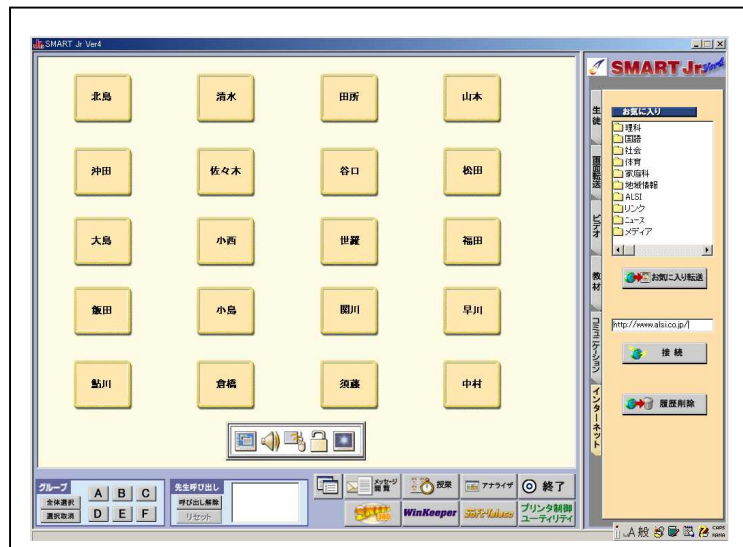 SMART Jr Ver4
北島 清水 田所 山本
沖田 佐々木 谷口 松田
大島 小西 世羅 福田
飯田 小島 関川 早川
鮎川 倉橋 須藤 中村
SMART Jr Ver4
生徒
画面転送
ビデオ
教材
コミュニケーション
インターネット
お気に入り
理科
国語
社会
体育
家庭科
地域情報
ALSI
リンク
ニュース
メディア
お気に入り転送
http://www.alsi.co.jp/
接続
履歴削除
グループ
全体選択
選択取消
A B C
D E F
先生呼び出し
呼び出し解除
リセット
メッセージ閲覧
授業
アナライザ
終了
WinKeeper
プリンタ制御
ユーティリティ
A 般
CAPS
KANA